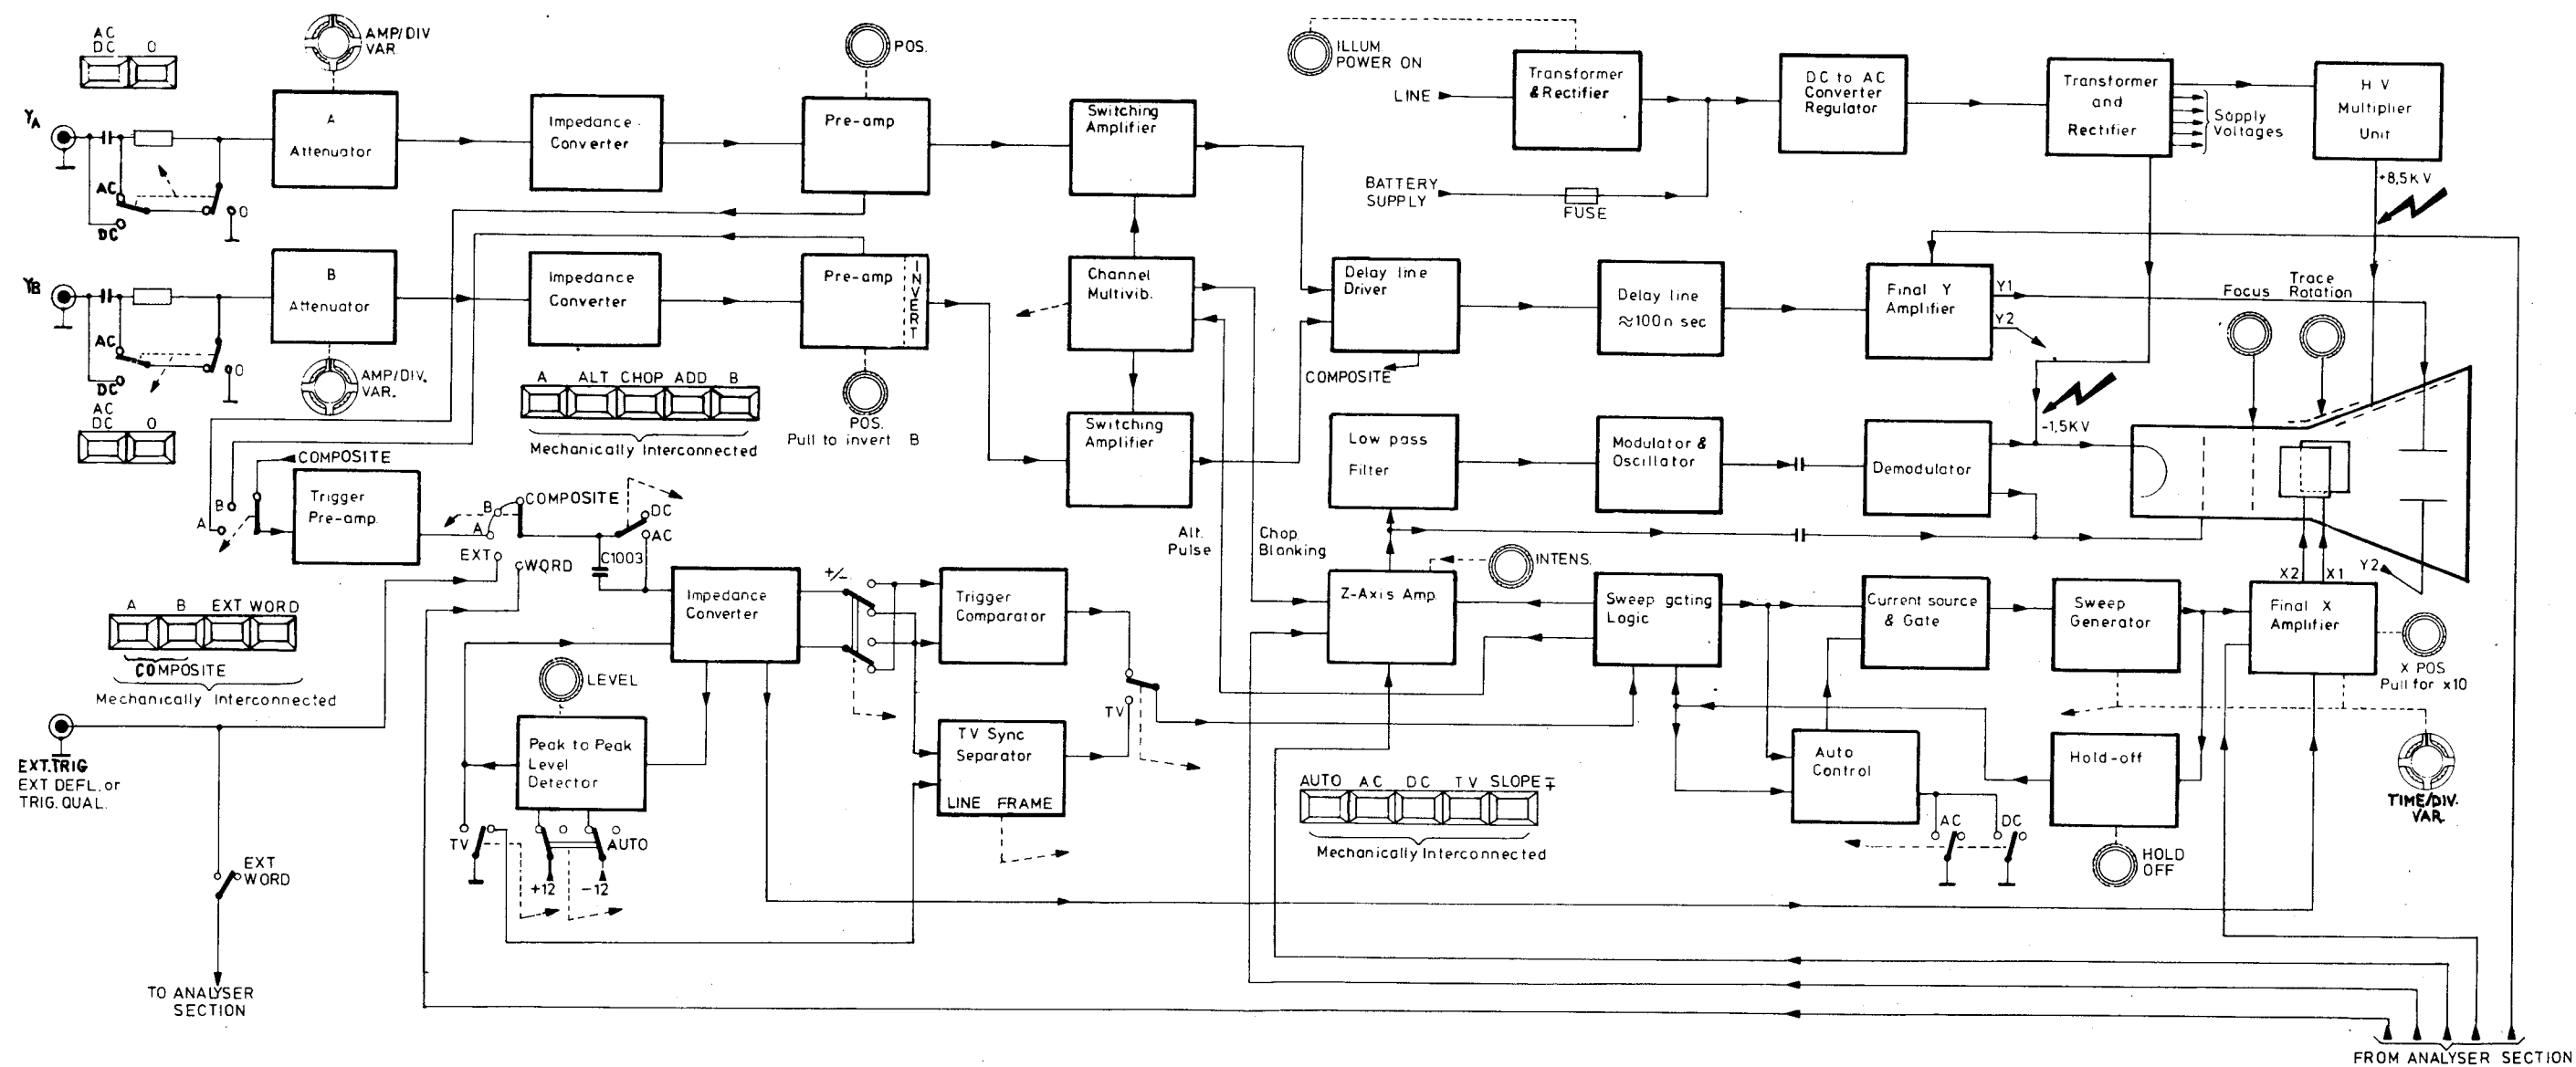 AC
DC
O
AMP/DIV
VAR.
POS.
ILLUM.
POWER ON
LINE
Transformer
& Rectifier
DC to AC
Converter
Regulator
Transformer
and
Rectifier
Supply
Voltages
H V
Multiplier
Unit
YA
A
Attenuator
Impedance
Converter
Pre-amp
Switching
Amplifier
BATTERY
SUPPLY
FUSE
+8,5KV
AC
DC
O
YB
B
Attenuator
Impedance
Converter
Pre-amp
INVERT
Channel
Multivib.
Delay line
Driver
Delay line
≈100n sec
Final Y
Amplifier
Y1
Y2
Focus
Trace
Rotation
AC
DC
O
AMP/DIV.
VAR.
AC
DC
O
A ALT CHOP ADD B
Mechanically Interconnected
POS.
Pull to invert B
Switching
Amplifier
COMPOSITE
Low pass
Filter
Modulator &
Oscillator
Demodulator
-1,5KV
COMPOSITE
B
A
Trigger
Pre-amp.
COMPOSITE
B
A
EXT
WORD
DC
AC
C1003
Alt.
Pulse
Chop.
Blanking
INTENS.
A B EXT WORD
COMPOSITE
Mechanically Interconnected
Impedance
Converter
+/-
Trigger
Comparator
Z-Axis Amp.
Sweep gating
Logic
Current source
& Gate
Sweep
Generator
X2
X1
Y2
Final X
Amplifier
X POS
Pull for x10
LEVEL
EXT.TRIG
EXT DEFL. or
TRIG. QUAL.
Peak to Peak
Level
Detector
TV Sync
Separator
LINE FRAME
TV
AUTO AC DC TV SLOPE ∓
Mechanically Interconnected
Auto
Control
Hold-off
TIME/DIV.
VAR.
TV
AUTO
+12
-12
AC
DC
HOLD
OFF
EXT
WORD
TO ANALYSER
SECTION
FROM ANALYSER SECTION